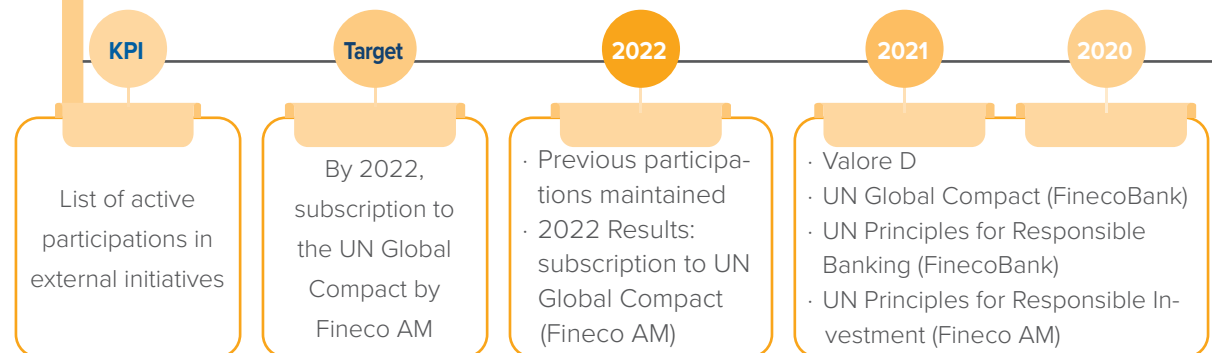 KPI
Target
2022
2021
2020
List of active
participations in
external initiatives
By 2022,
subscription to
the UN Global
Compact by
Fineco AM
· Previous participa-
tions maintained
· 2022 Results:
subscription to UN
Global Compact
(Fineco AM)
· Valore D
· UN Global Compact (FinecoBank)
· UN Principles for Responsible
Banking (FinecoBank)
· UN Principles for Responsible In-
vestment (Fineco AM)